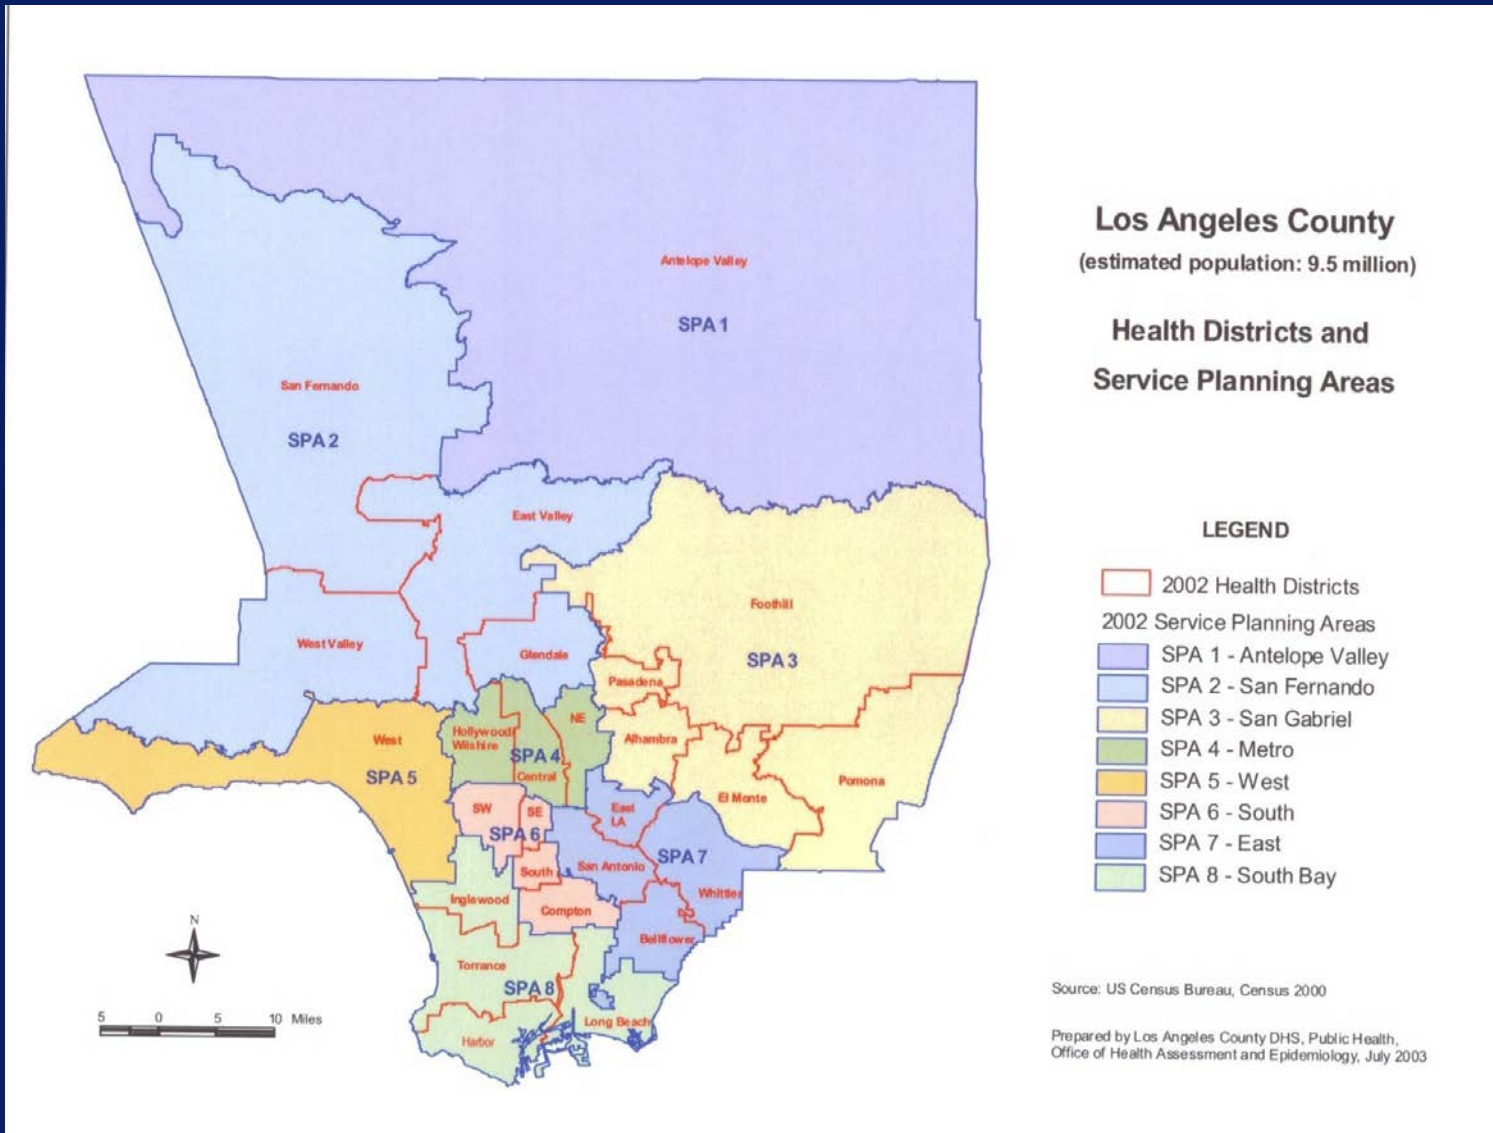 Los Angeles County
(estimated population: 9.5 million)
Health Districts and
Service Planning Areas
Antelope Valley
SPA 1
San Fernando
SPA 2
East Valley
West Valley
Glendale
Foothill
SPA 3
Pasadena
Alhambra
El Monte
Pomona
NE
Hollywood
Wilshire
SPA 4
Central
West
SPA 5
SW
SE
SPA 6
South
Compton
East
LA
San Antonio
SPA 7
Whittier
Bellflower
Inglewood
Torrance
SPA 8
Harbor
Long Beach
N
5 0 5 10 Miles
LEGEND
2002 Health Districts
2002 Service Planning Areas
SPA 1 - Antelope Valley
SPA 2 - San Fernando
SPA 3 - San Gabriel
SPA 4 - Metro
SPA 5 - West
SPA 6 - South
SPA 7 - East
SPA 8 - South Bay
Source: US Census Bureau, Census 2000
Prepared by Los Angeles County DHS, Public Health,
Office of Health Assessment and Epidemiology, July 2003